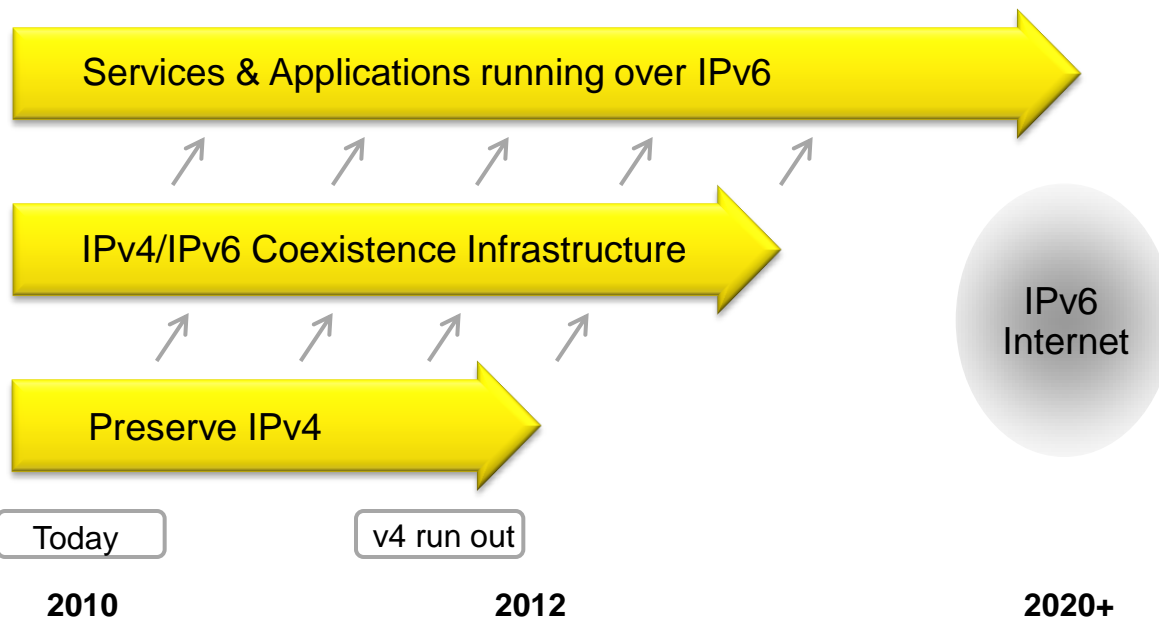 Services & Applications running over IPv6
IPv4/IPv6 Coexistence Infrastructure
IPv6
Internet
Preserve IPv4
Today
v4 run out
2010
2012
2020+